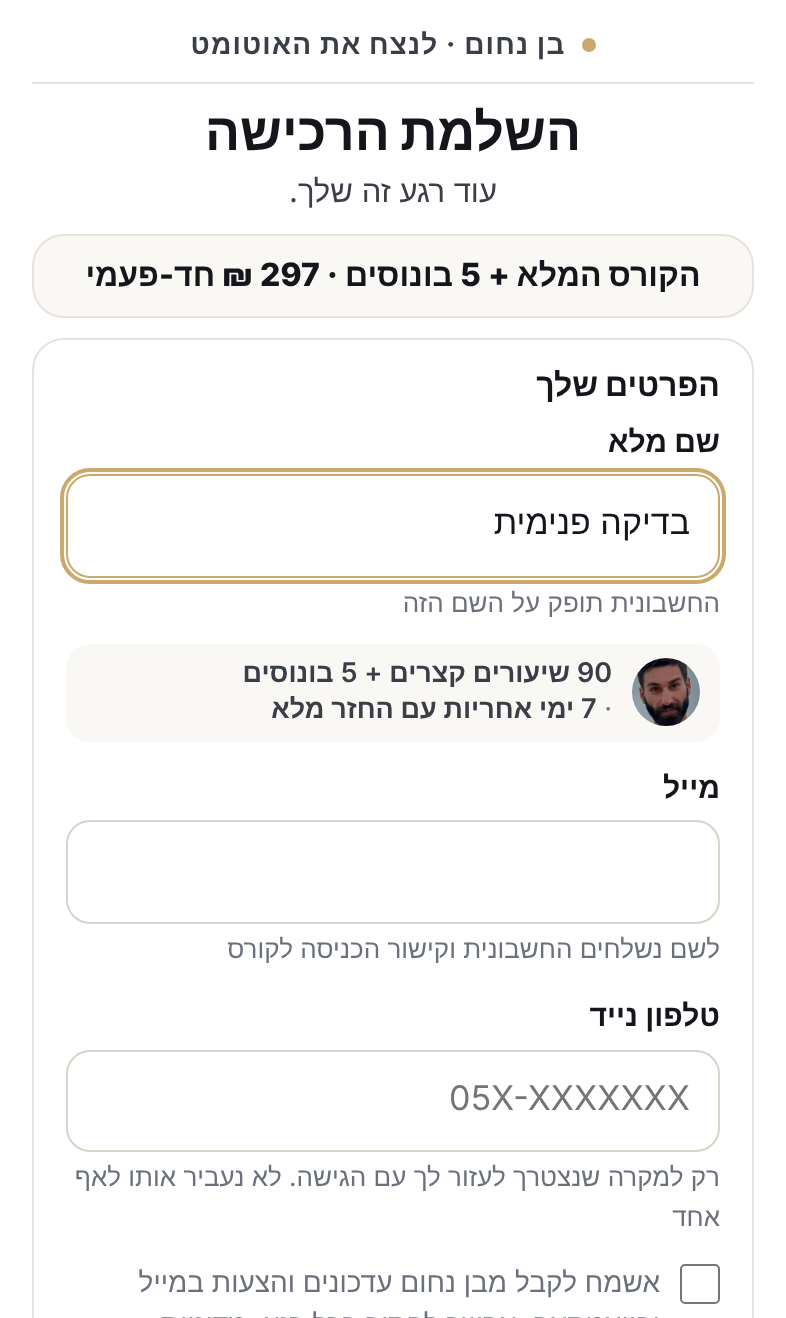 בן נחום · לנצח את האוטומט
השלמת הרכישה
עוד רגע זה שלך.
הקורס המלא + 5 בונוסים · 297 ₪ חד-פעמי
הפרטים שלך
שם מלא
בדיקה פנימית
החשבונית תופק על השם הזה
90 שיעורים קצרים + 5 בונוסים
· 7 ימי אחריות עם החזר מלא
מייל
לשם נשלחים החשבונית וקישור הכניסה לקורס
טלפון נייד
05X-XXXXXXX
רק למקרה שנצטרך לעזור לך עם הגישה. לא נעביר אותו לאף
אחד
אשמח לקבל מבן נחום עדכונים והצעות במייל